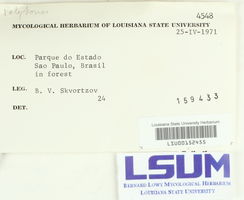 4548
MYCOLOGICAL HERBARIUM OF LOUISIANA STATE UNIVERSITY
25-IV-1971
LOC. Parque do Estado
Sao Paulo, Brasil
in forest
LEG. B. V. Skvortzov
24
159433
DET.
Louisiana State University Herbarium
LSU00152455
LSUM
BERNARD LOWY MYCOLOGICAL HERBARIUM
LOUISIANA STATE UNIVERSITY